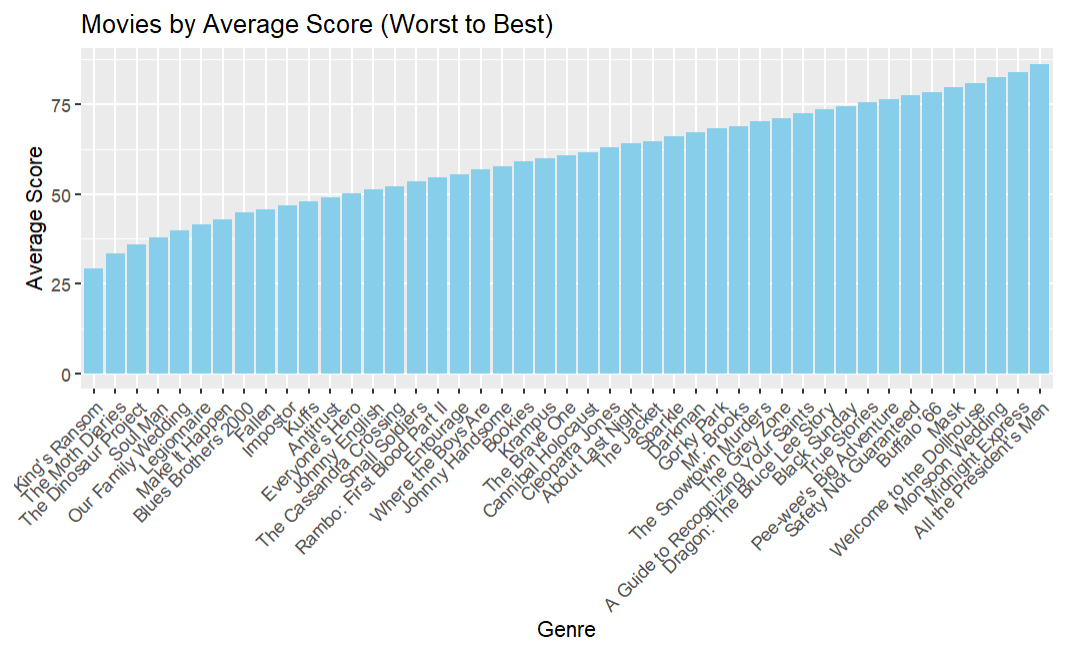 Movies by Average Score (Worst to Best)
Average Score
75
50
25
0
King's Ransom
The Moth Diaries
Dinosaur Project
Soul Man
Our Family Wedding
Legionnaire
Make It Happen
Blues Brothers 2000
Fallen
Impostor
Kuffs
Antitrust
Everyone's Hero
Johnny English
The Cassandra Crossing
Small Soldiers
Rambo: First Blood Part II
Entourage
Where the Boys Are
Johnny Handsome
Bookies
Krampus
The Brave One
Cannibal Holocaust
Cleopatra Jones
About Last Night
The Jacket
Sparkle
Darkman
Gorky Park
Mr. Brooks
The Snowtown Murders
The Grey Zone
A Guide to Recognizing Your Saints
Dragon: The Bruce Lee Story
Black Sunday
True Stories
Pee-wee's Big Adventure
Safety Not Guaranteed
Buffalo '66
Mask
Welcome to the Dollhouse
Monsoon Wedding
Midnight Express
All the President's Men
Genre